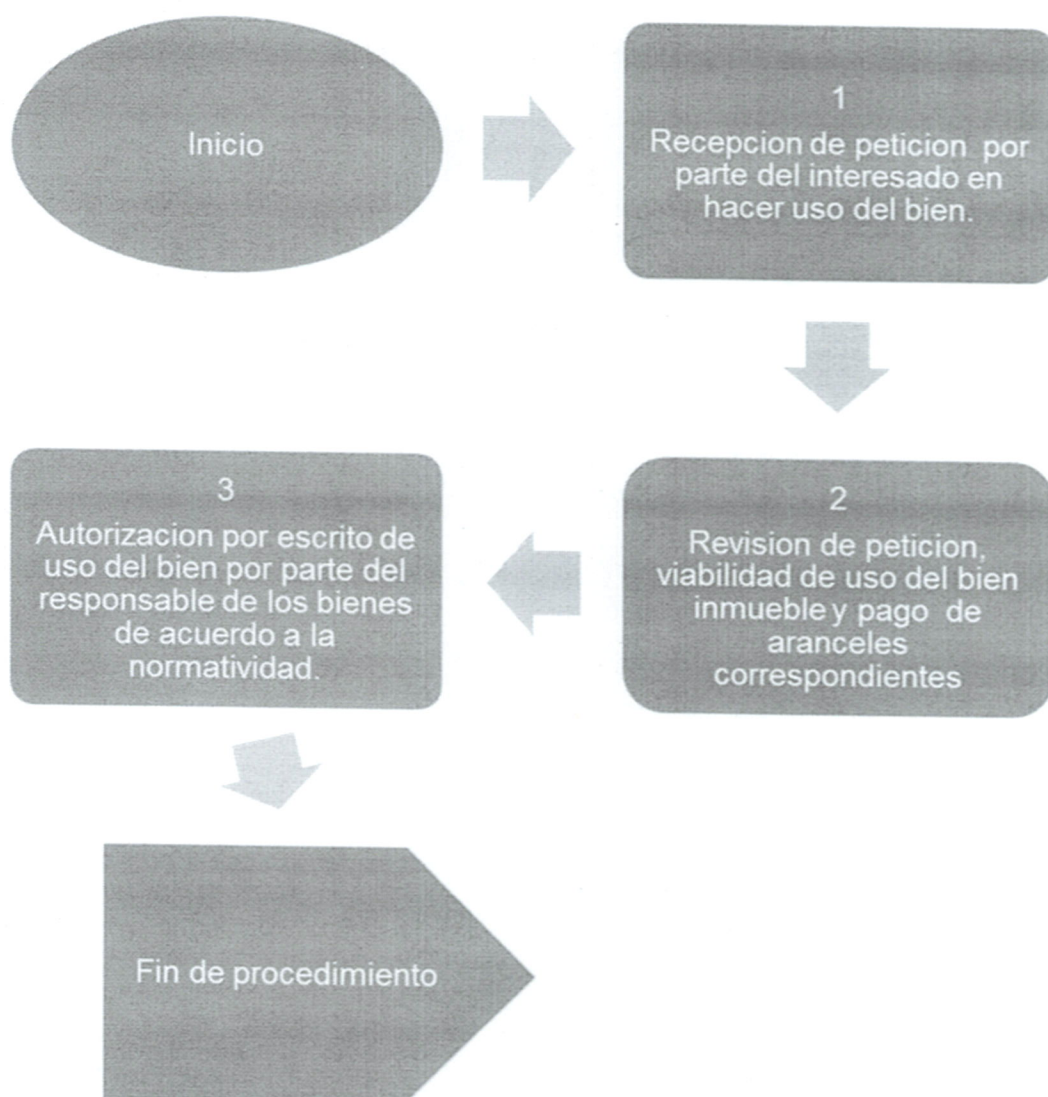 Inicio
1
Recepcion de peticion por
parte del interesado en
hacer uso del bien.
2
Revision de peticion,
viabilidad de uso del bien
inmueble y pago de
aranceles
correspondientes
3
Autorizacion por escrito de
uso del bien por parte del
responsable de los bienes
de acuerdo a la
normatividad.
Fin de procedimiento